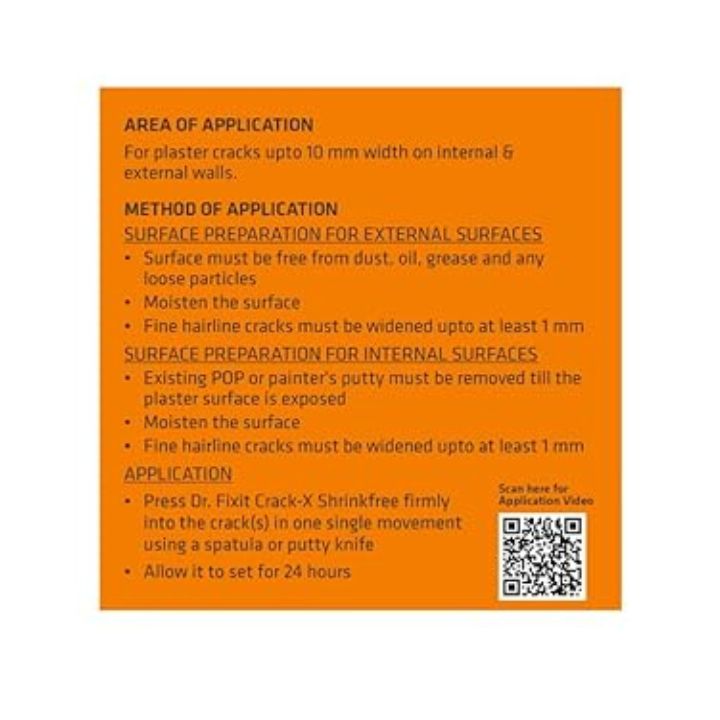 AREA OF APPLICATION
For plaster cracks upto 10 mm width on internal &
external walls.
METHOD OF APPLICATION
SURFACE PREPARATION FOR EXTERNAL SURFACES
• Surface must be free from dust, oil, grease and any
loose particles
• Moisten the surface
• Fine hairline cracks must be widened upto at least 1 mm
SURFACE PREPARATION FOR INTERNAL SURFACES
• Existing POP or painter's putty must be removed till the
plaster surface is exposed
• Moisten the surface
• Fine hairline cracks must be widened upto at least 1 mm
APPLICATION
• Press Dr. Fixit Crack-X Shrinkfree firmly
into the crack(s) in one single movement
using a spatula or putty knife
• Allow it to set for 24 hours
Scan here for
Application Video